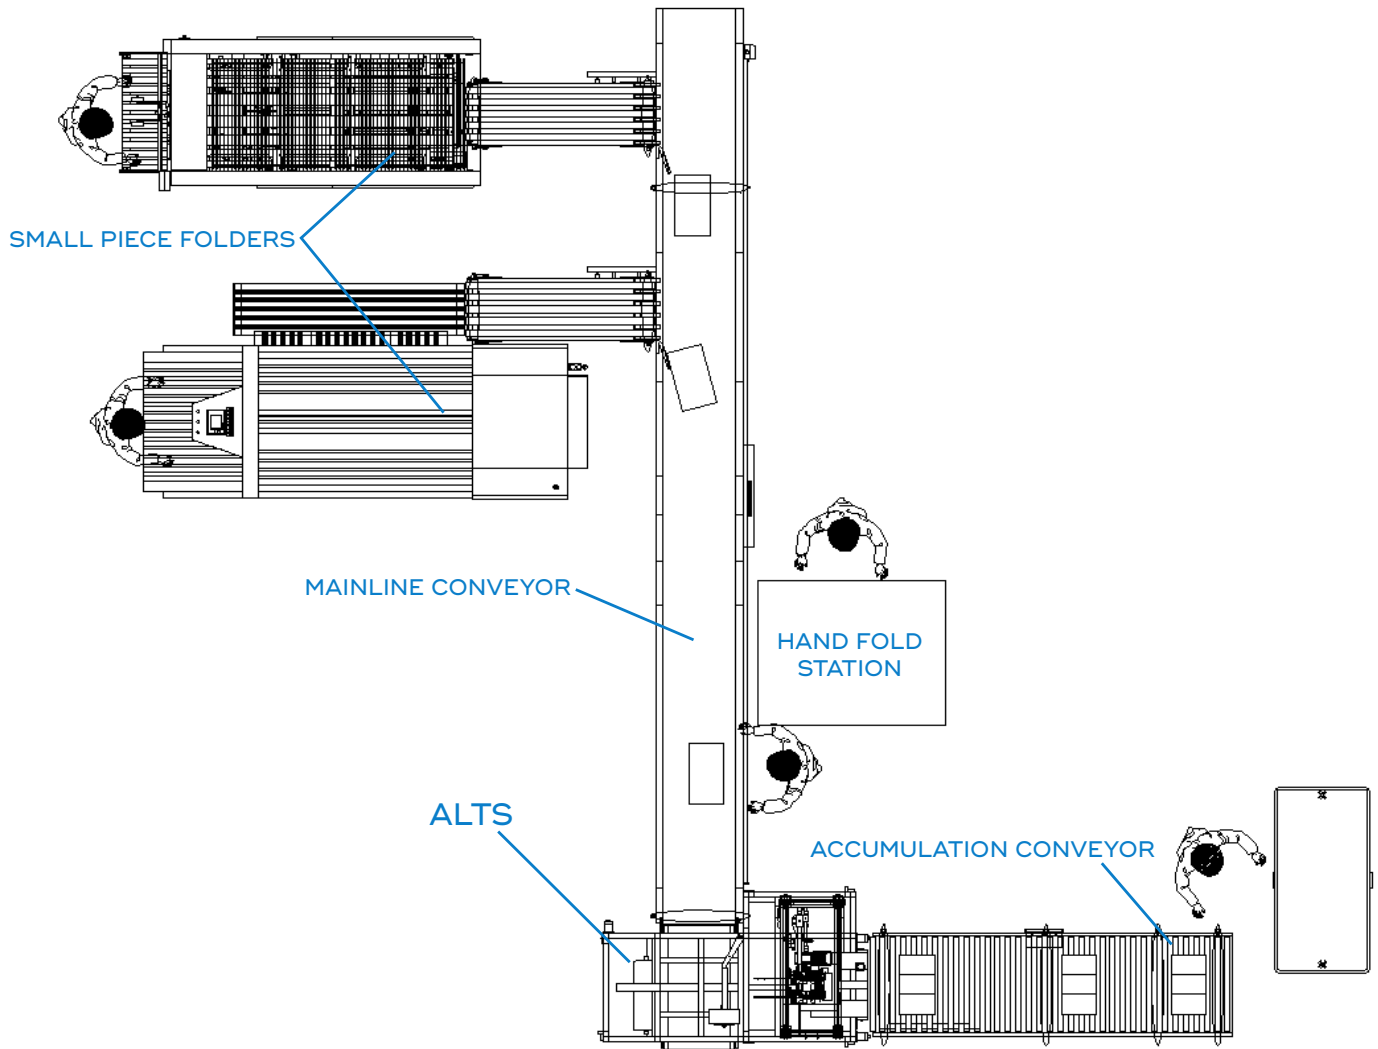 SMALL PIECE FOLDERS
MAINLINE CONVEYOR
HAND FOLD
STATION
ALTS
ACCUMULATION CONVEYOR